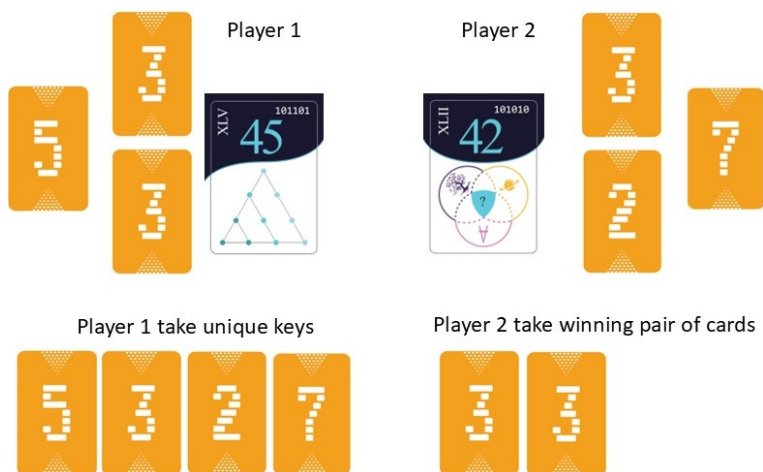 Player 1
Player 2
5
3
3
XLV
101101
45
XLII
101010
42
?
A
3
2
7
Player 1 take unique keys
Player 2 take winning pair of cards
5 3 2 7
3 3